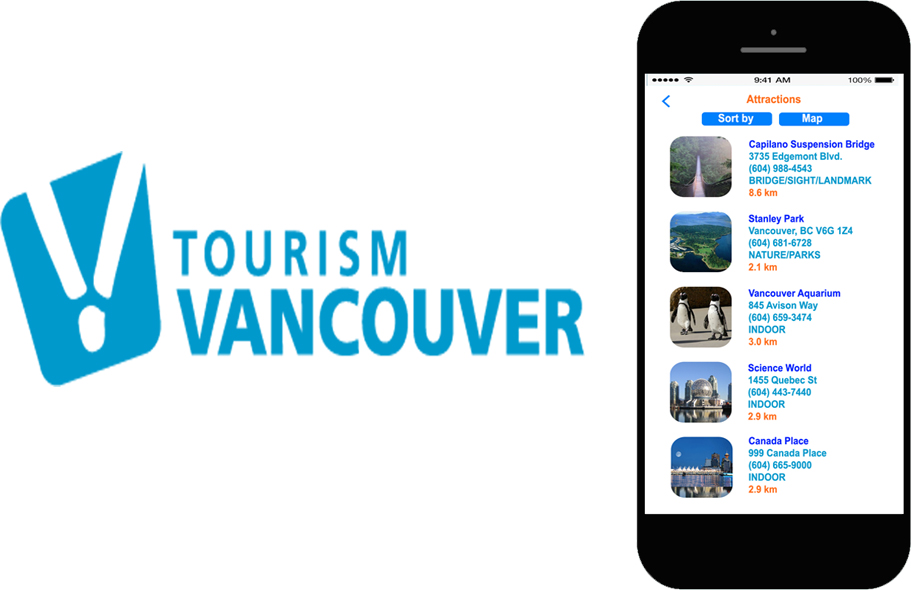 TOURISM
VANCOUVER
9:41 AM
100%
Attractions
Sort by
Map
Capilano Suspension Bridge
3735 Edgemont Blvd.
(604) 988-4543
BRIDGE/SIGHT/LANDMARK
8.6 km
Stanley Park
Vancouver, BC V6G 1Z4
(604) 681-6728
NATURE/PARKS
2.1 km
Vancouver Aquarium
845 Avison Way
(604) 659-3474
INDOOR
3.0 km
Science World
1455 Quebec St
(604) 443-7440
INDOOR
2.9 km
Canada Place
999 Canada Place
(604) 665-9000
INDOOR
2.9 km